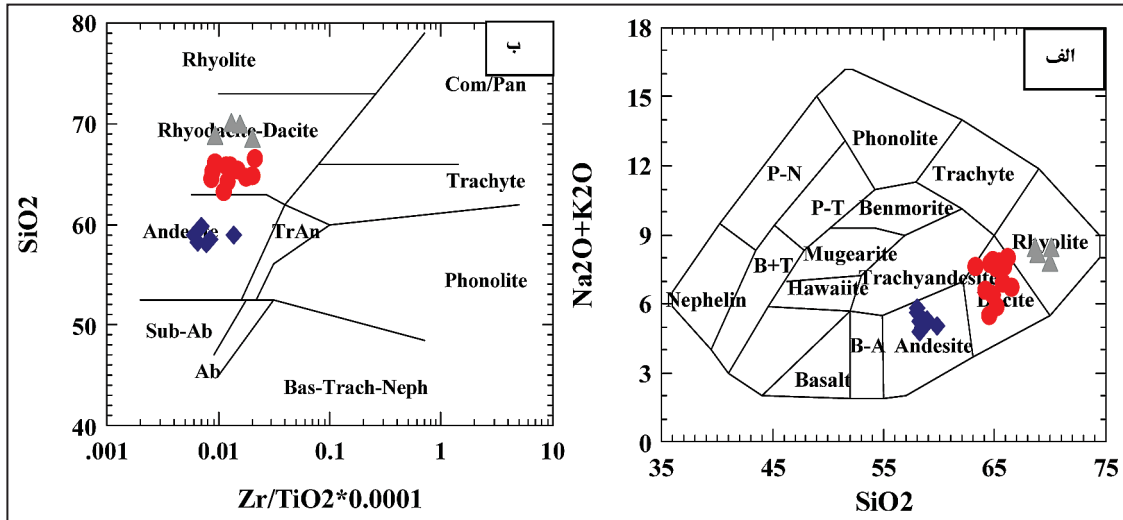 80
70
60
50
40
SiO2
.001
0.01
0.1
1
10
Zr/TiO2*0.0001
ب
Rhyolite
Com/Pan
Rhyodacite-Dacite
Trachyte
Andesite
TrAn
Phonolite
Sub-Ab
Ab
Bas-Trach-Neph
18
15
12
9
6
3
0
Na2O+K2O
35
45
55
65
75
SiO2
الف
Phonolite
P-N
Trachyte
P-T
Benmorite
Rhyolite
Mugearite
B+T
Trachyandesite
Hawaiite
Nephelin
Dacite
B-A
Andesite
Basalt